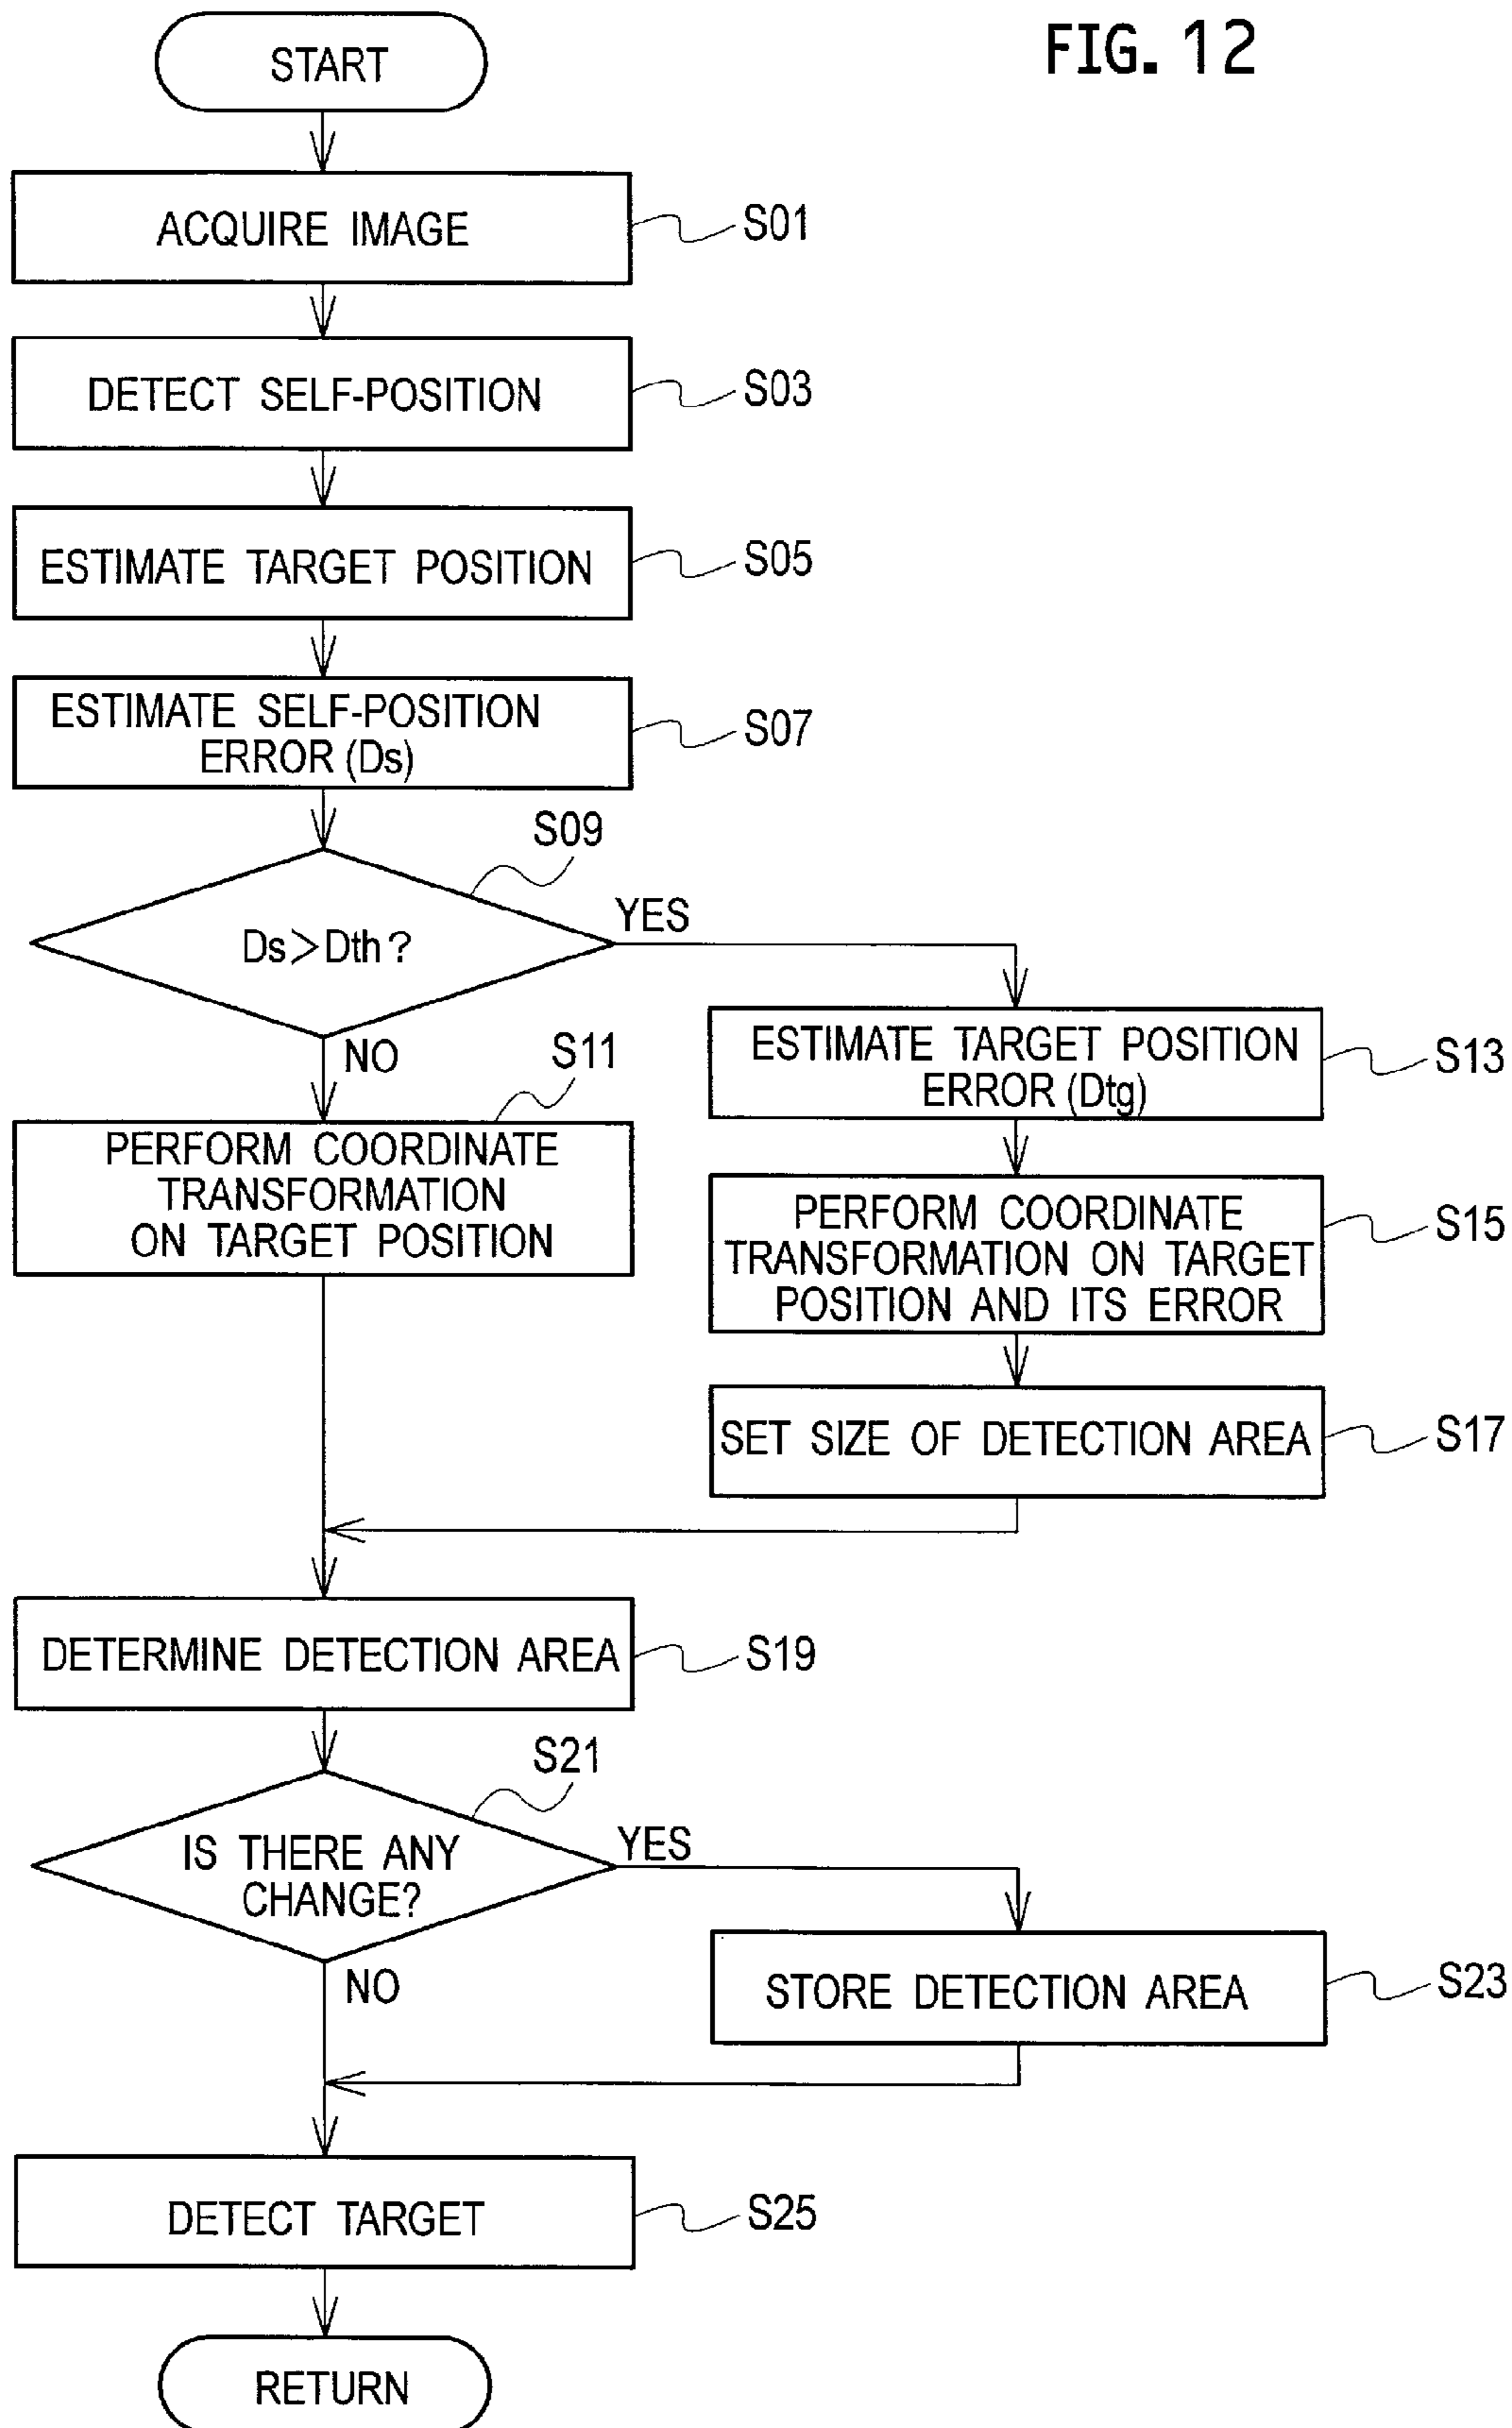 FIG. 12
START
ACQUIRE IMAGE
S01
DETECT SELF-POSITION
S03
ESTIMATE TARGET POSITION
S05
ESTIMATE SELF-POSITION
ERROR (Ds)
S07
S09
Ds>Dth?
YES
NO
S11
PERFORM COORDINATE
TRANSFORMATION
ON TARGET POSITION
ESTIMATE TARGET POSITION
ERROR (Dtg)
S13
PERFORM COORDINATE
TRANSFORMATION ON TARGET
POSITION AND ITS ERROR
S15
SET SIZE OF DETECTION AREA
S17
DETERMINE DETECTION AREA
S19
S21
IS THERE ANY
CHANGE?
YES
NO
STORE DETECTION AREA
S23
DETECT TARGET
S25
RETURN